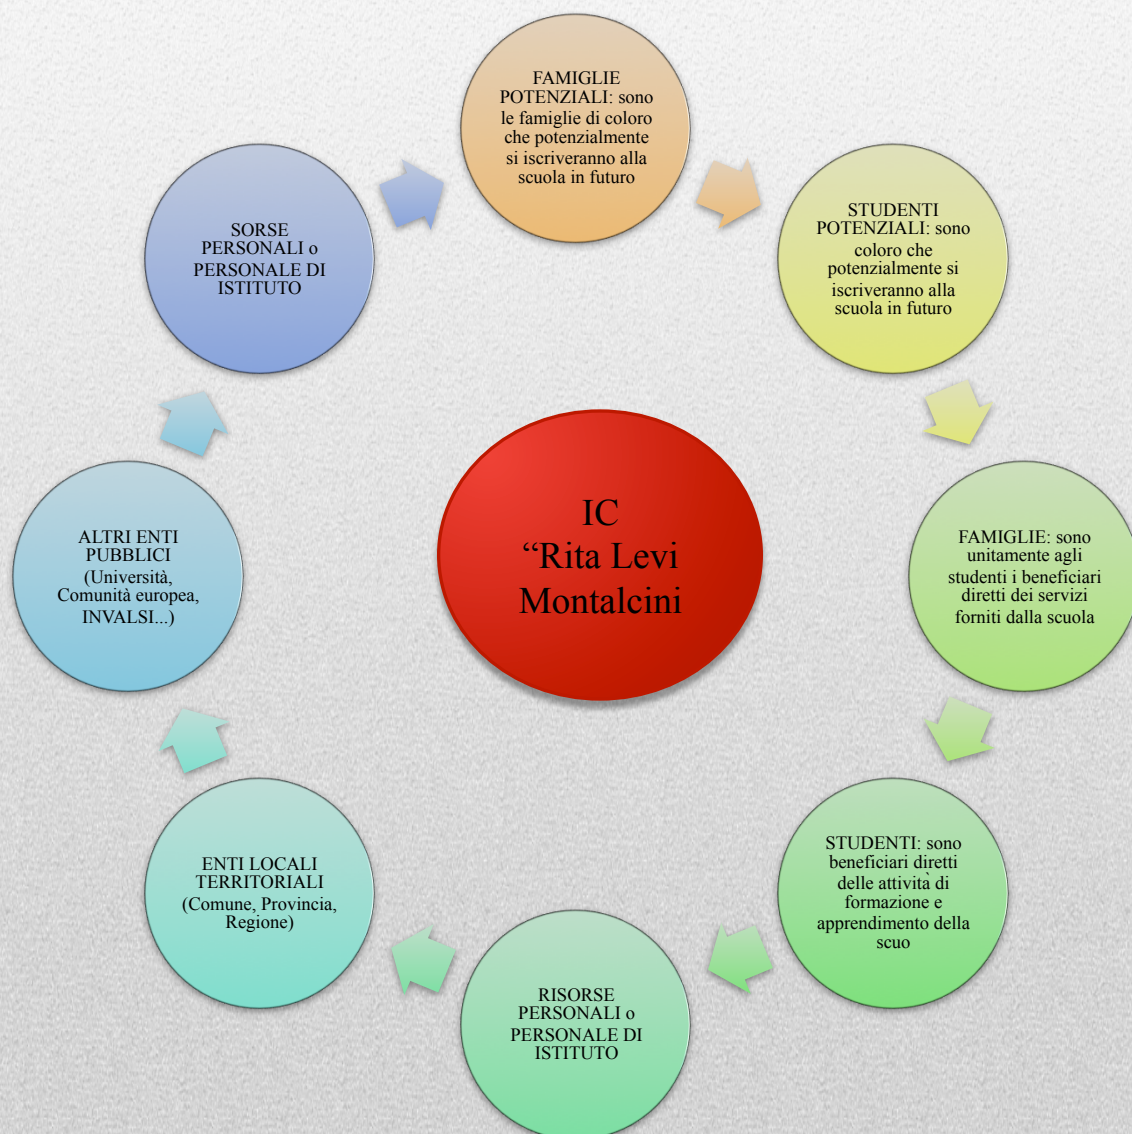 FAMIGLIE
POTENZIALI: sono
le famiglie di coloro
che potenzialmente
si iscriveranno alla
scuola in futuro
STUDENTI
POTENZIALI: sono
coloro che
potenzialmente si
iscriveranno alla
scuola in futuro
FAMIGLIE: sono
unitamente agli
studenti i beneficiari
diretti dei servizi
forniti dalla scuola
STUDENTI: sono
beneficiari diretti
delle attività di
formazione e
apprendimento della
scuo
RISORSE
PERSONALI o
PERSONALE DI
ISTITUTO
ENTI LOCALI
TERRITORIALI
(Comune, Provincia,
Regione)
ALTRI ENTI
PUBBLICI
(Università,
Comunità europea,
INVALSI...)
SORSE
PERSONALI o
PERSONALE DI
ISTITUTO
IC
“Rita Levi
Montalcini